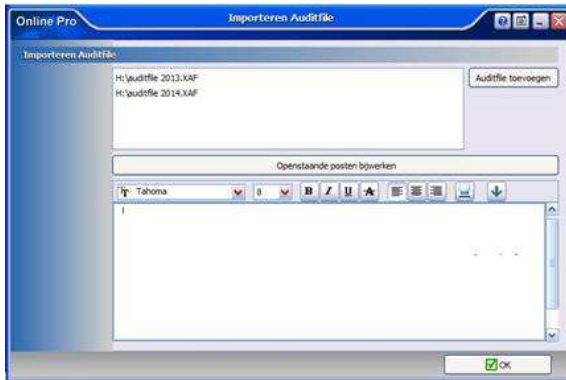 Online Pro
Importeren Auditfile
Importeren Auditfile
H:\auditfile 2013.XAF
H:\auditfile 2014.XAF
Auditfile toevoegen
Openstaande posten bijwerken
Tahoma
8
B I U A
OK